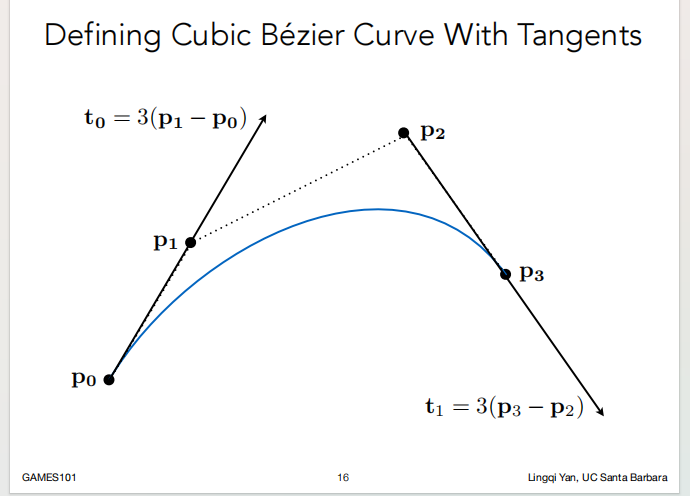 Defining Cubic Bézier Curve With Tangents
t₀ = 3(p₁ − p₀)
p₂
p₁
p₃
p₀
t₁ = 3(p₃ − p₂)
GAMES101
16
Lingqi Yan, UC Santa Barbara